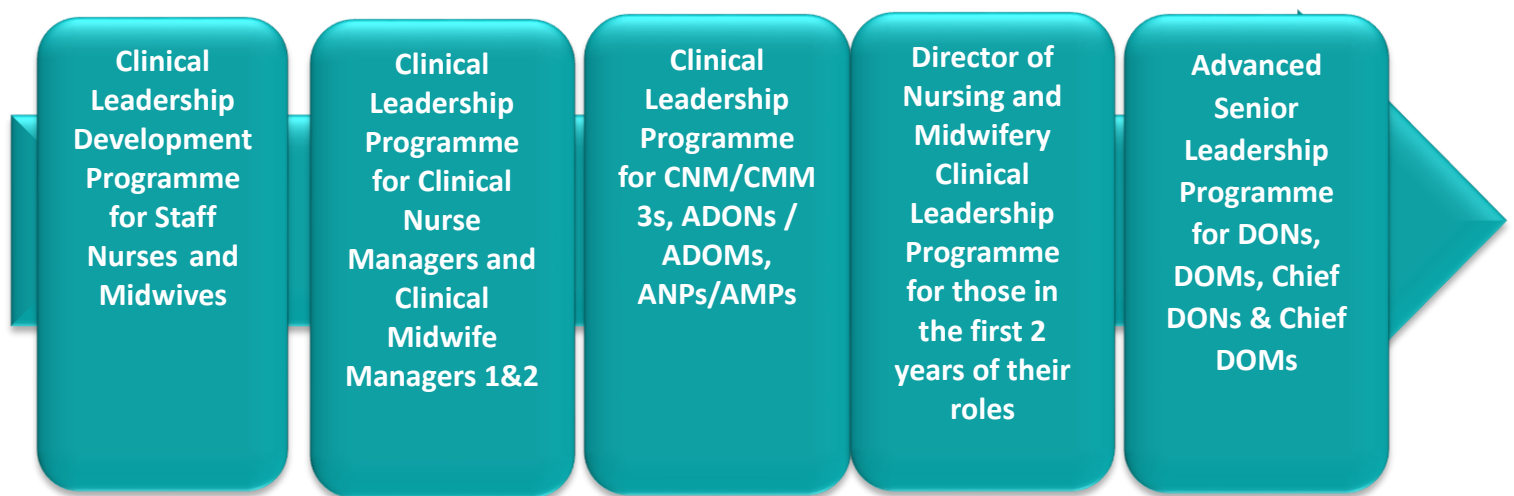 Clinical
Leadership
Development
Programme
for Staff
Nurses and
Midwives
Clinical
Leadership
Programme
for Clinical
Nurse
Managers and
Clinical
Midwife
Managers 1&2
Clinical
Leadership
Programme
for CNM/CMM
3s, ADONs /
ADOMs,
ANPs/AMPs
Director of
Nursing and
Midwifery
Clinical
Leadership
Programme
for those in
the first 2
years of their
roles
Advanced
Senior
Leadership
Programme
for DONs,
DOMs, Chief
DONs & Chief
DOMs